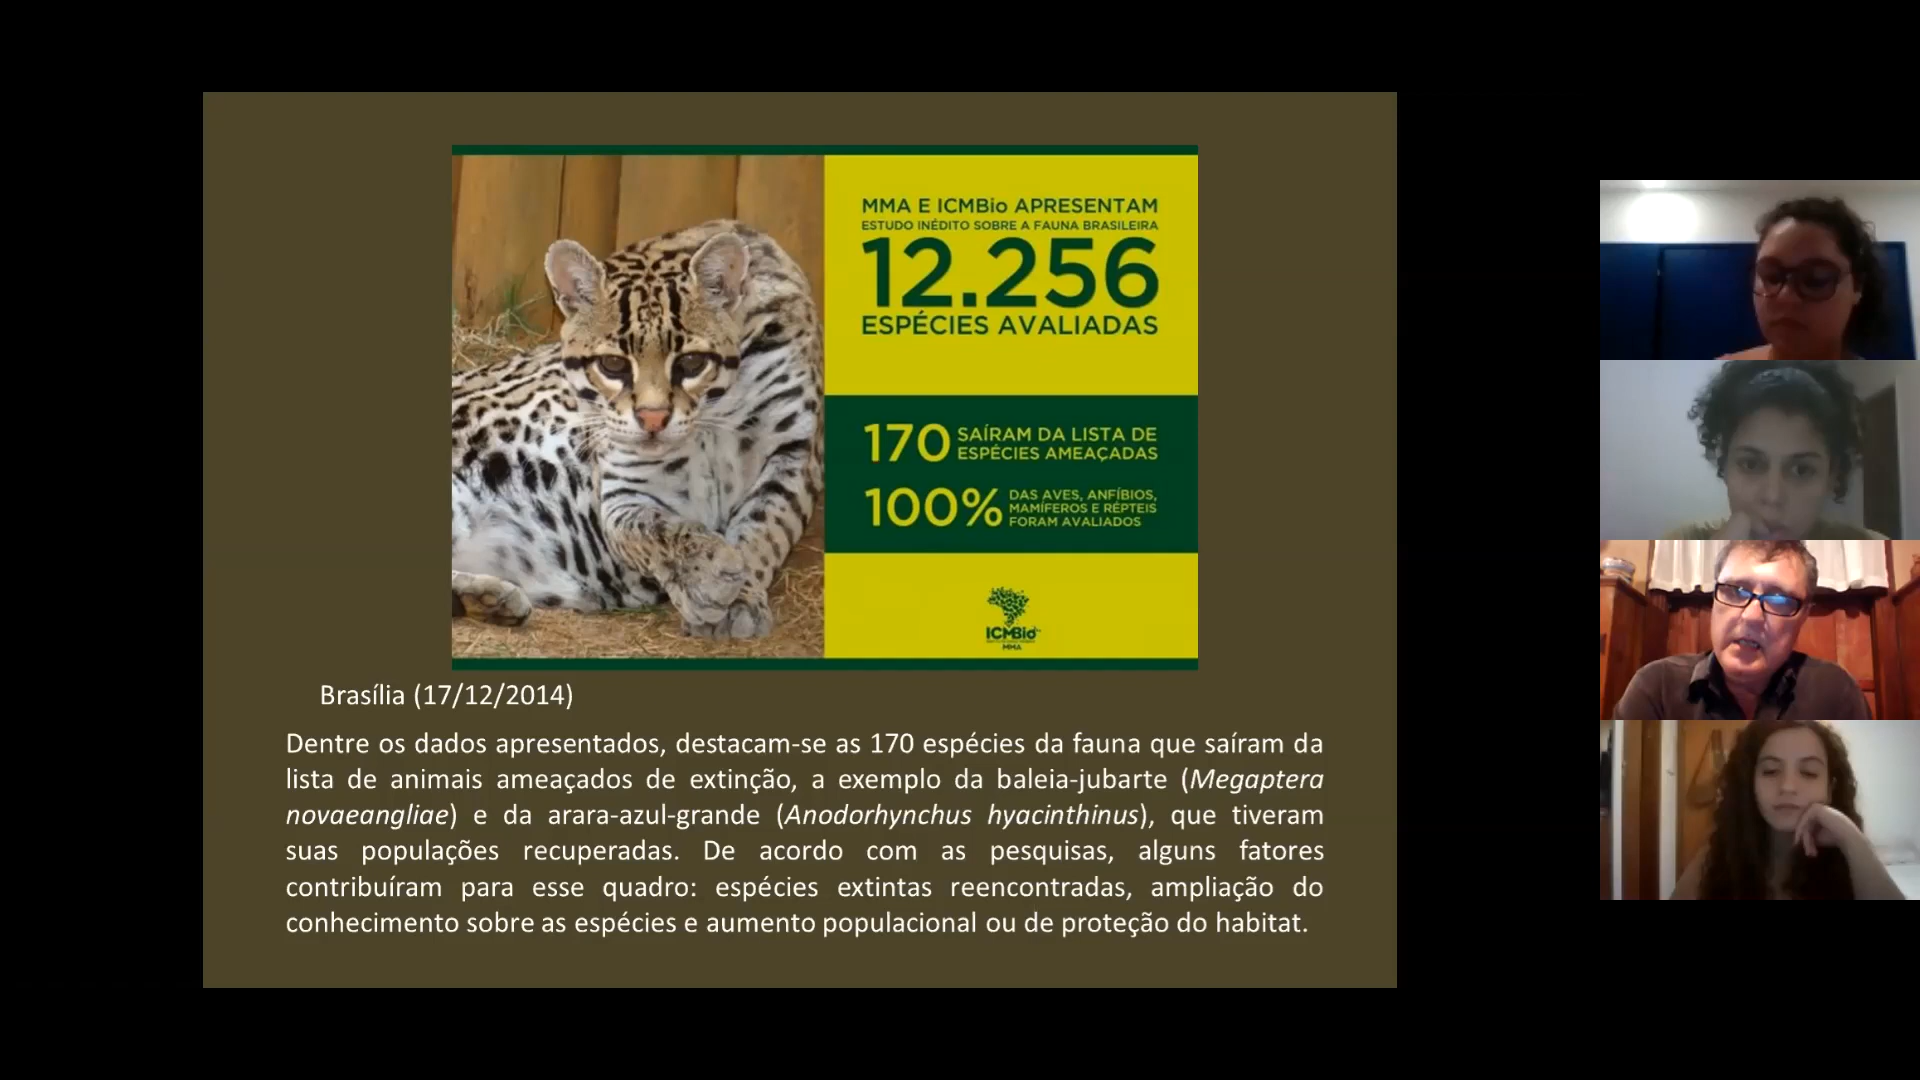 MMA E ICMBio APRESENTAM
ESTUDO INÉDITO SOBRE A FAUNA BRASILEIRA
12.256
ESPÉCIES AVALIADAS
170 SAÍRAM DA LISTA DE
ESPÉCIES AMEAÇADAS
100% DAS AVES, ANFÍBIOS,
MAMÍFEROS E RÉPTEIS
FORAM AVALIADOS
ICMBio
MMA
Brasília (17/12/2014)
Dentre os dados apresentados, destacam-se as 170 espécies da fauna que saíram da
lista de animais ameaçados de extinção, a exemplo da baleia-jubarte (Megaptera
novaeangliae) e da arara-azul-grande (Anodorhynchus hyacinthinus), que tiveram
suas populações recuperadas. De acordo com as pesquisas, alguns fatores
contribuíram para esse quadro: espécies extintas reencontradas, ampliação do
conhecimento sobre as espécies e aumento populacional ou de proteção do habitat.